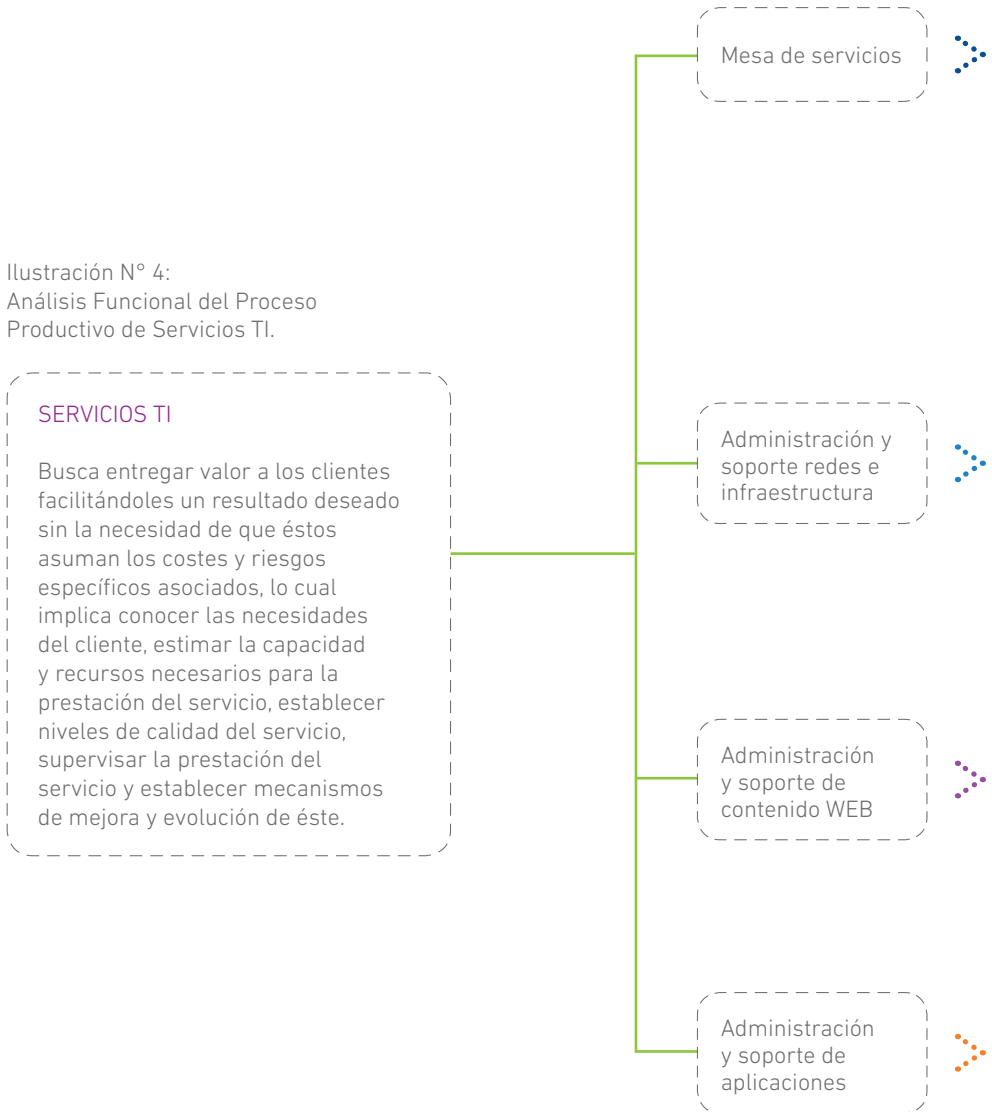 Mesa de servicios
Ilustración N° 4:
Análisis Funcional del Proceso
Productivo de Servicios TI.
SERVICIOS TI
Busca entregar valor a los clientes
facilitándoles un resultado deseado
sin la necesidad de que éstos
asuman los costes y riesgos
específicos asociados, lo cual
implica conocer las necesidades
del cliente, estimar la capacidad
y recursos necesarios para la
prestación del servicio, establecer
niveles de calidad del servicio,
supervisar la prestación del
servicio y establecer mecanismos
de mejora y evolución de éste.
Administración y
soporte redes e
infraestructura
Administración
y soporte de
contenido WEB
Administración
y soporte de
aplicaciones